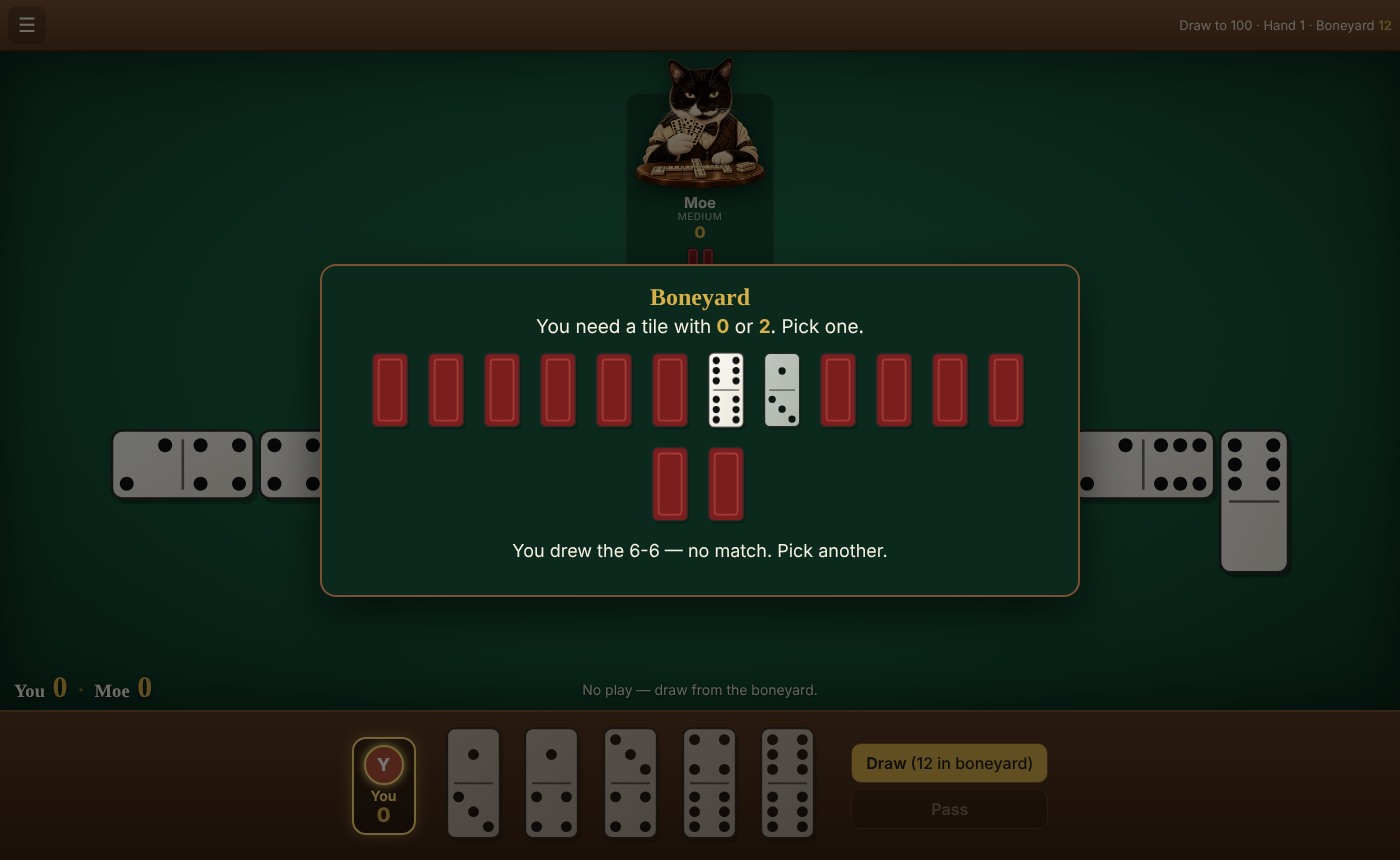 ☰
Draw to 100 · Hand 1 · Boneyard 12
Moe
MEDIUM
0
Boneyard
You need a tile with 0 or 2. Pick one.
You drew the 6-6 — no match. Pick another.
You 0 · Moe 0
No play — draw from the boneyard.
Y
You
0
Draw (12 in boneyard)
Pass